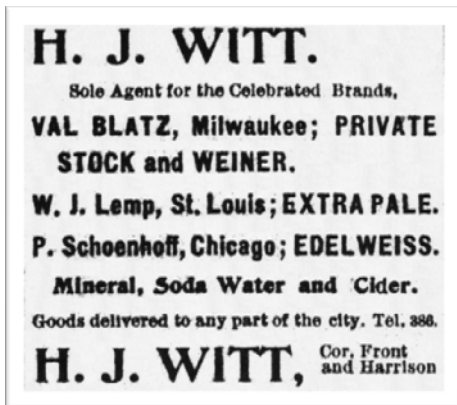 H. J. WITT.
Sole Agent for the Celebrated Brands,
VAL BLATZ, Milwaukee; PRIVATE
STOCK and WEINER.
W. J. Lemp, St. Louis; EXTRA PALE.
P. Schoenhoff, Chicago; EDELWEISS.
Mineral, Soda Water and Cider.
Goods delivered to any part of the city. Tel. 386.
H. J. WITT, Cor. Front
and Harrison